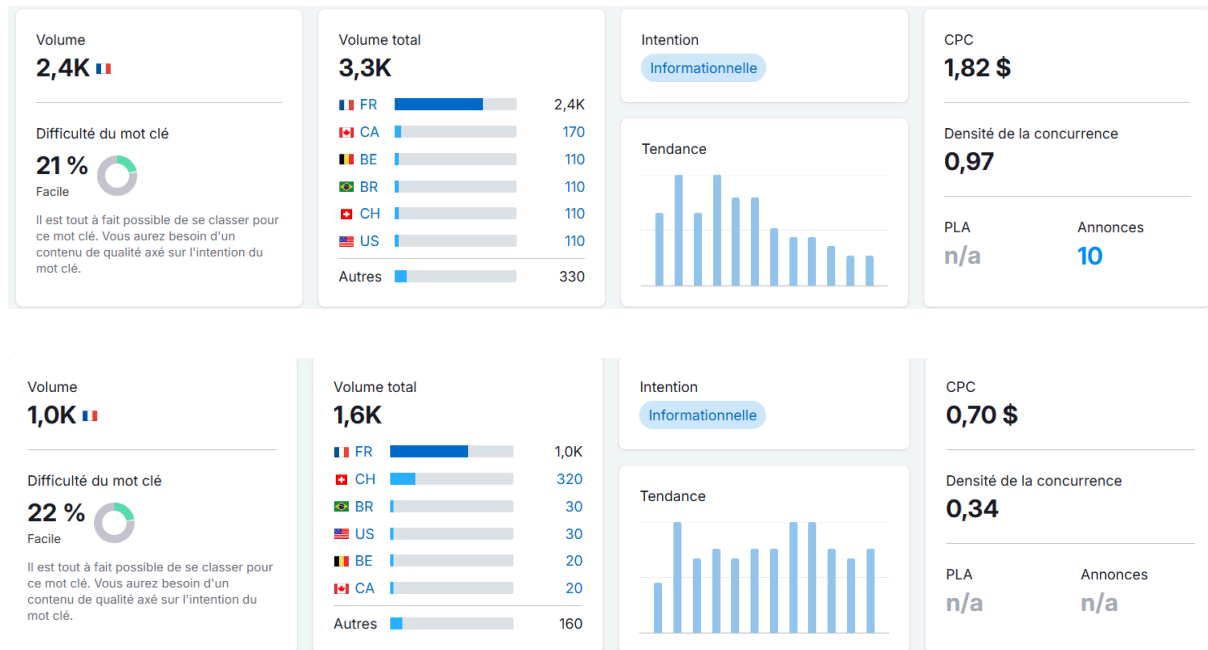 Volume
2,4K
Difficulté du mot clé
21 %
Facile
Il est tout à fait possible de se classer pour
ce mot clé. Vous aurez besoin d'un
contenu de qualité axé sur l'intention du
mot clé.
Volume total
3,3K
FR 2,4K
CA 170
BE 110
BR 110
CH 110
US 110
Autres 330
Intention
Informationnelle
Tendance
CPC
1,82 $
Densité de la concurrence
0,97
PLA Annonces
n/a 10
Volume
1,0K
Difficulté du mot clé
22 %
Facile
Il est tout à fait possible de se classer pour
ce mot clé. Vous aurez besoin d'un
contenu de qualité axé sur l'intention du
mot clé.
Volume total
1,6K
FR 1,0K
CH 320
BR 30
US 30
BE 20
CA 20
Autres 160
Intention
Informationnelle
Tendance
CPC
0,70 $
Densité de la concurrence
0,34
PLA Annonces
n/a n/a